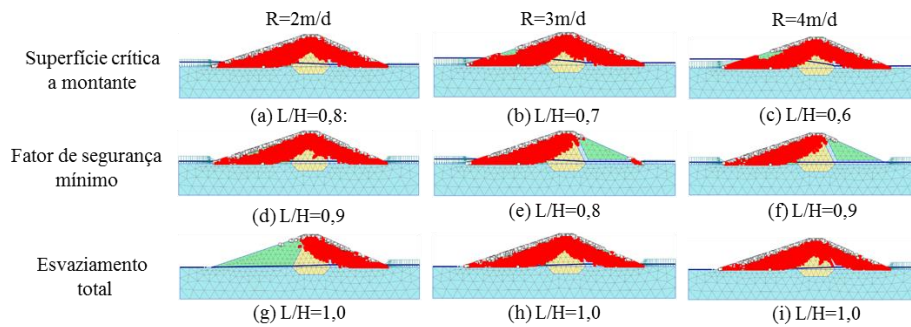 R=2m/d R=3m/d R=4m/d
Superfície crítica
a montante
(a) L/H=0,8: (b) L/H=0,7 (c) L/H=0,6
Fator de segurança
mínimo
(d) L/H=0,9 (e) L/H=0,8 (f) L/H=0,9
Esvaziamento
total
(g) L/H=1,0 (h) L/H=1,0 (i) L/H=1,0